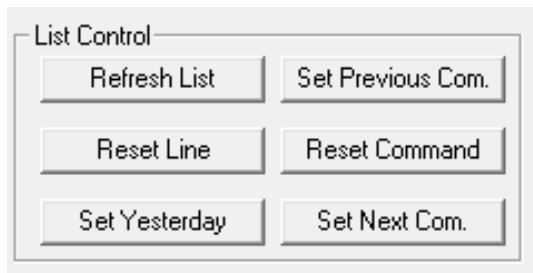 List Control
Refresh List
Set Previous Com.
Reset Line
Reset Command
Set Yesterday
Set Next Com.